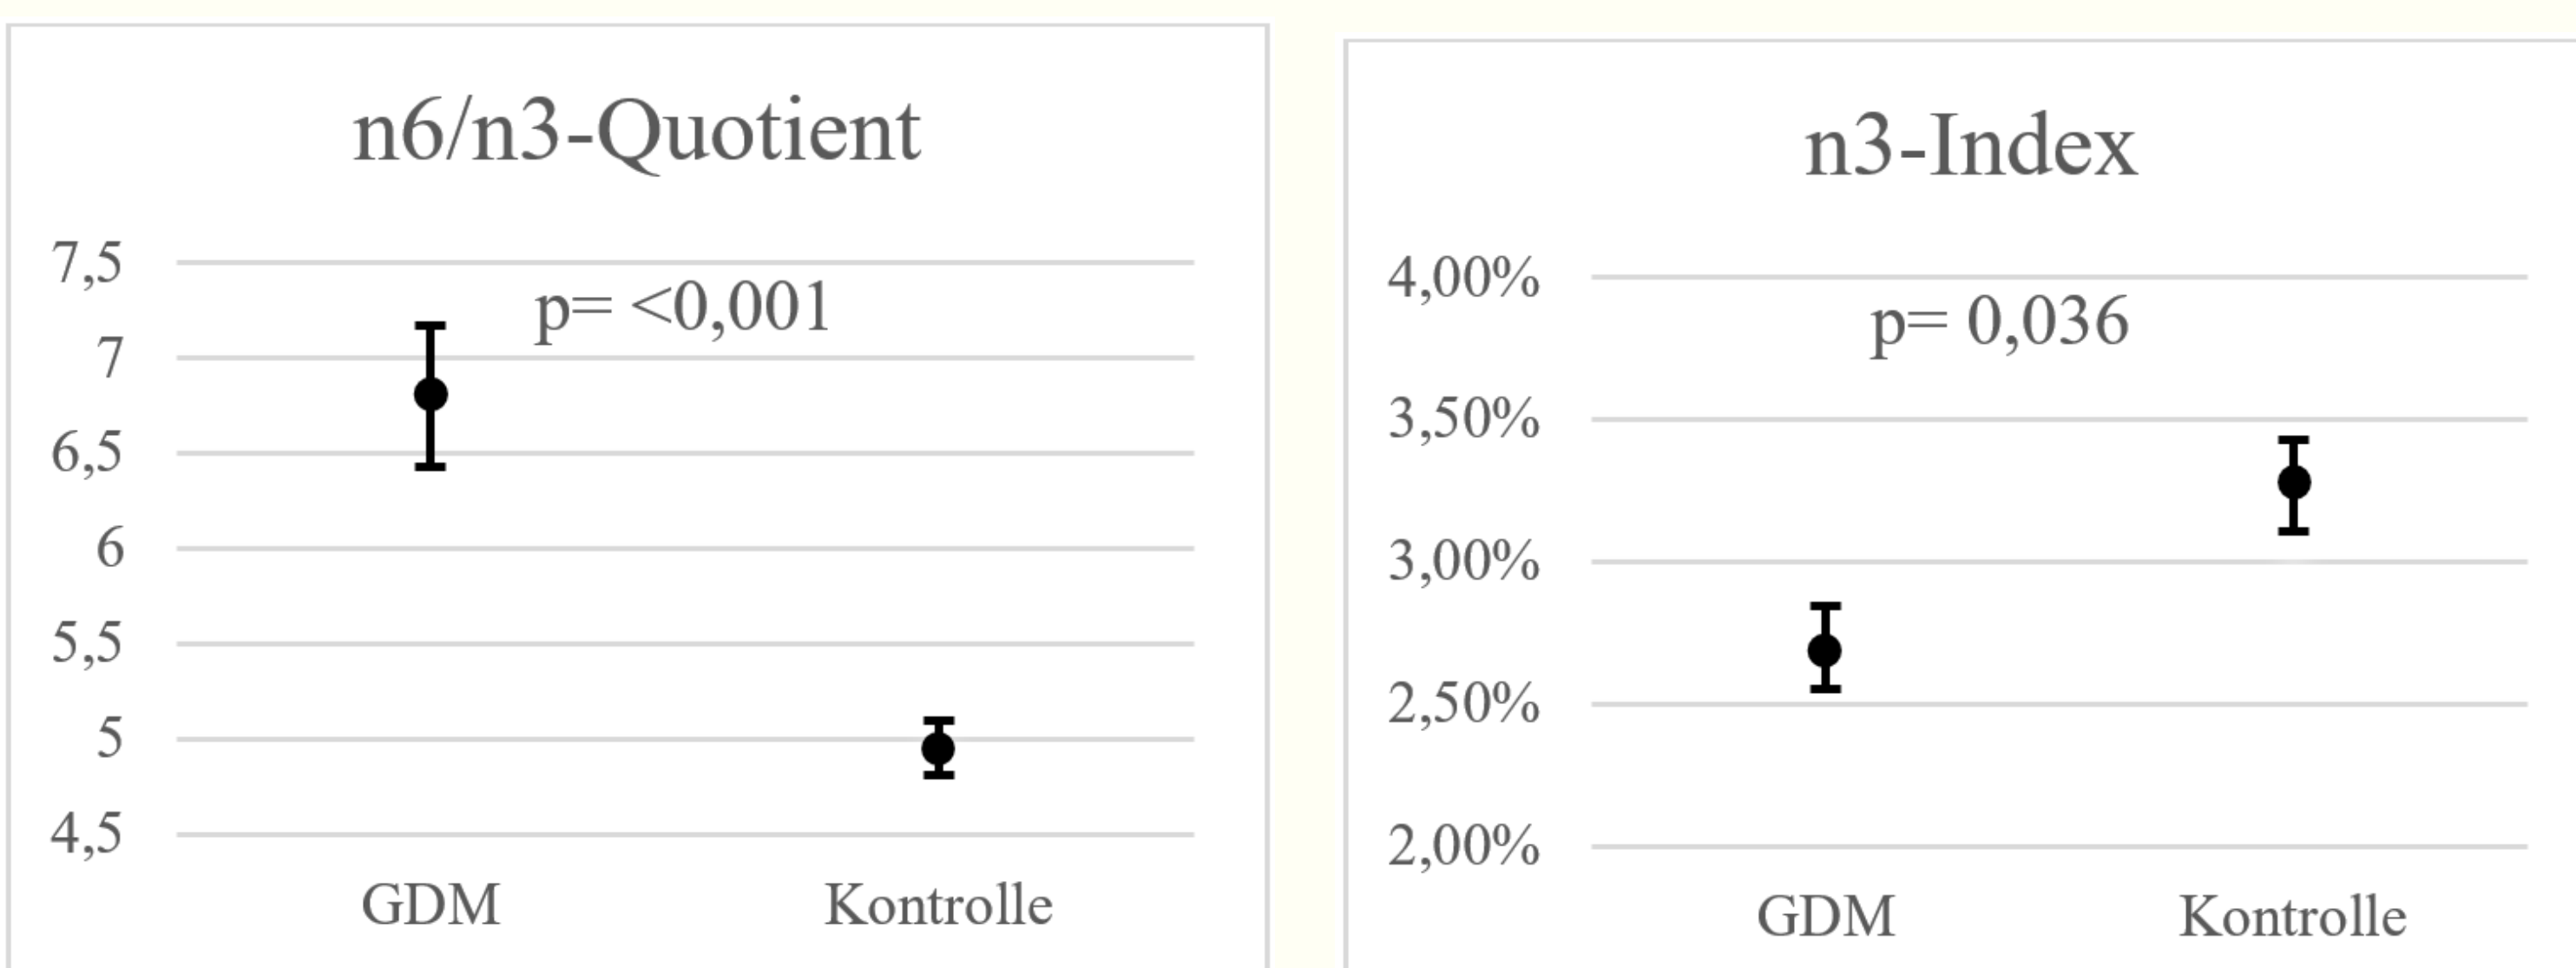 n6/n3-Quotient
7,5
p= <0,001
7
6,5
6
5,5
5
4,5
GDM Kontrolle
n3-Index
4,00%
p= 0,036
3,50%
3,00%
2,50%
2,00%
GDM Kontrolle